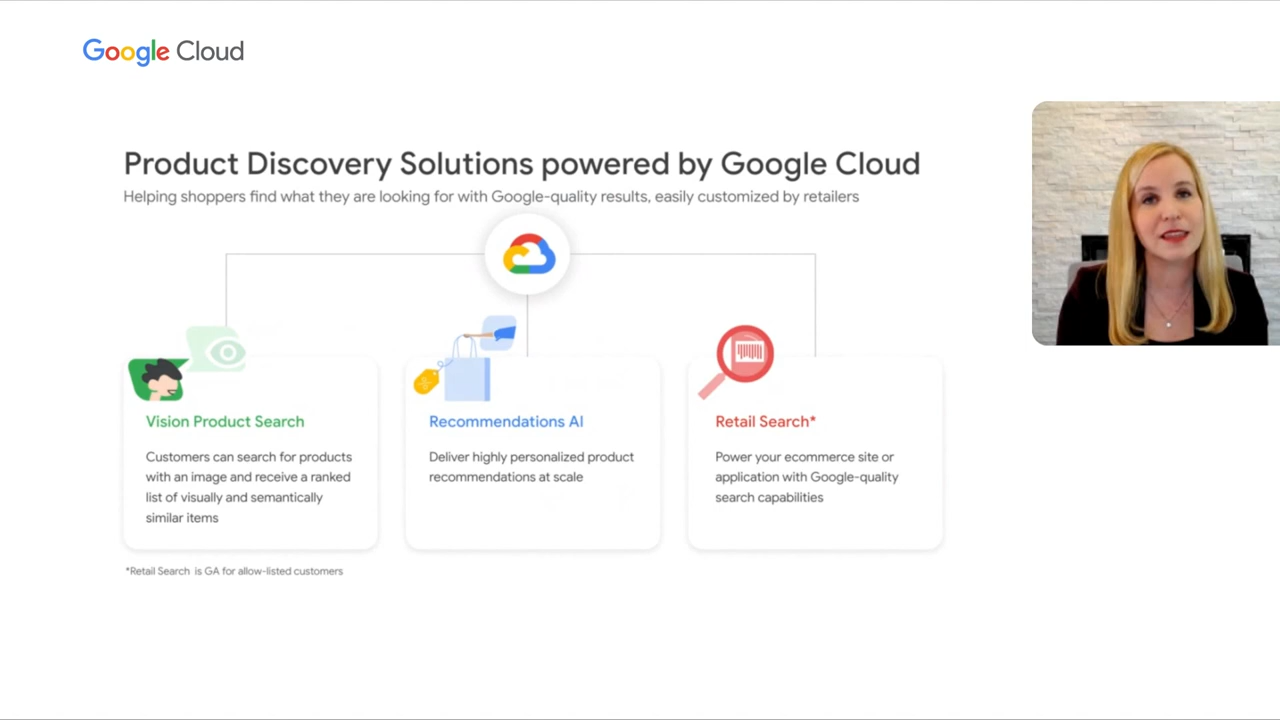 Google Cloud
Product Discovery Solutions powered by Google Cloud
Helping shoppers find what they are looking for with Google-quality results, easily customized by retailers
Vision Product Search
Customers can search for products
with an image and receive a ranked
list of visually and semantically
similar items
Recommendations AI
Deliver highly personalized product
recommendations at scale
Retail Search*
Power your ecommerce site or
application with Google-quality
search capabilities
*Retail Search is GA for allow-listed customers